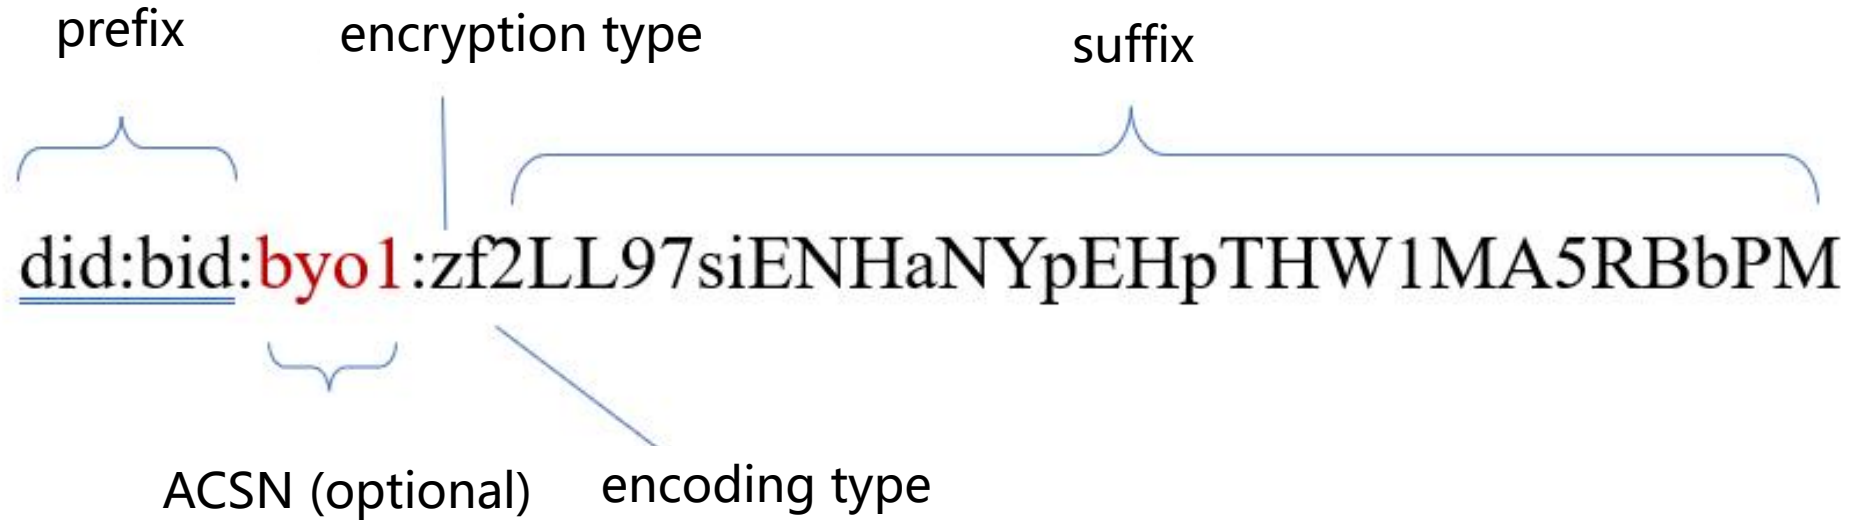 prefix
encryption type
suffix
did:bid:byo1:zf2LL97siENHaNYpEHpTHW1MA5RBbPM
ACSN (optional)
encoding type